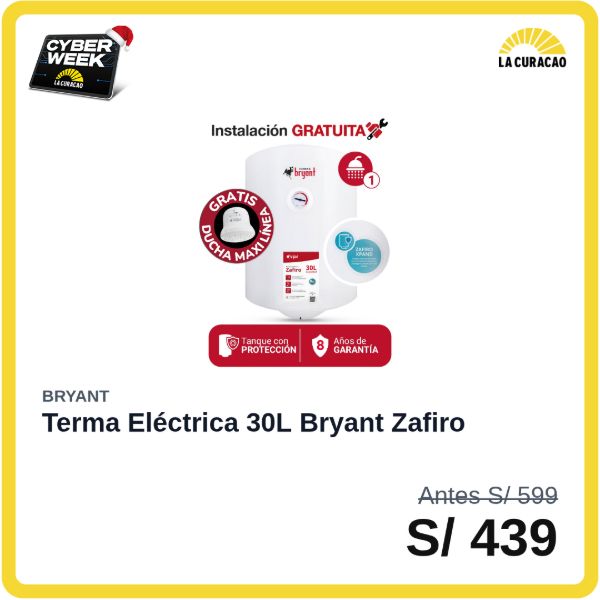 CYBER
WEEK
LA CURACAO
LA CURACAO
Instalación GRATUITA
TERMAS
bryant
1
GRATIS
DUCHA MAXI LÍNEA
ZAFIRO
XPAND
Zafiro
30L
Tanque con
PROTECCIÓN
8
Años de
GARANTÍA
BRYANT
Terma Eléctrica 30L Bryant Zafiro
Antes S/ 599
S/ 439